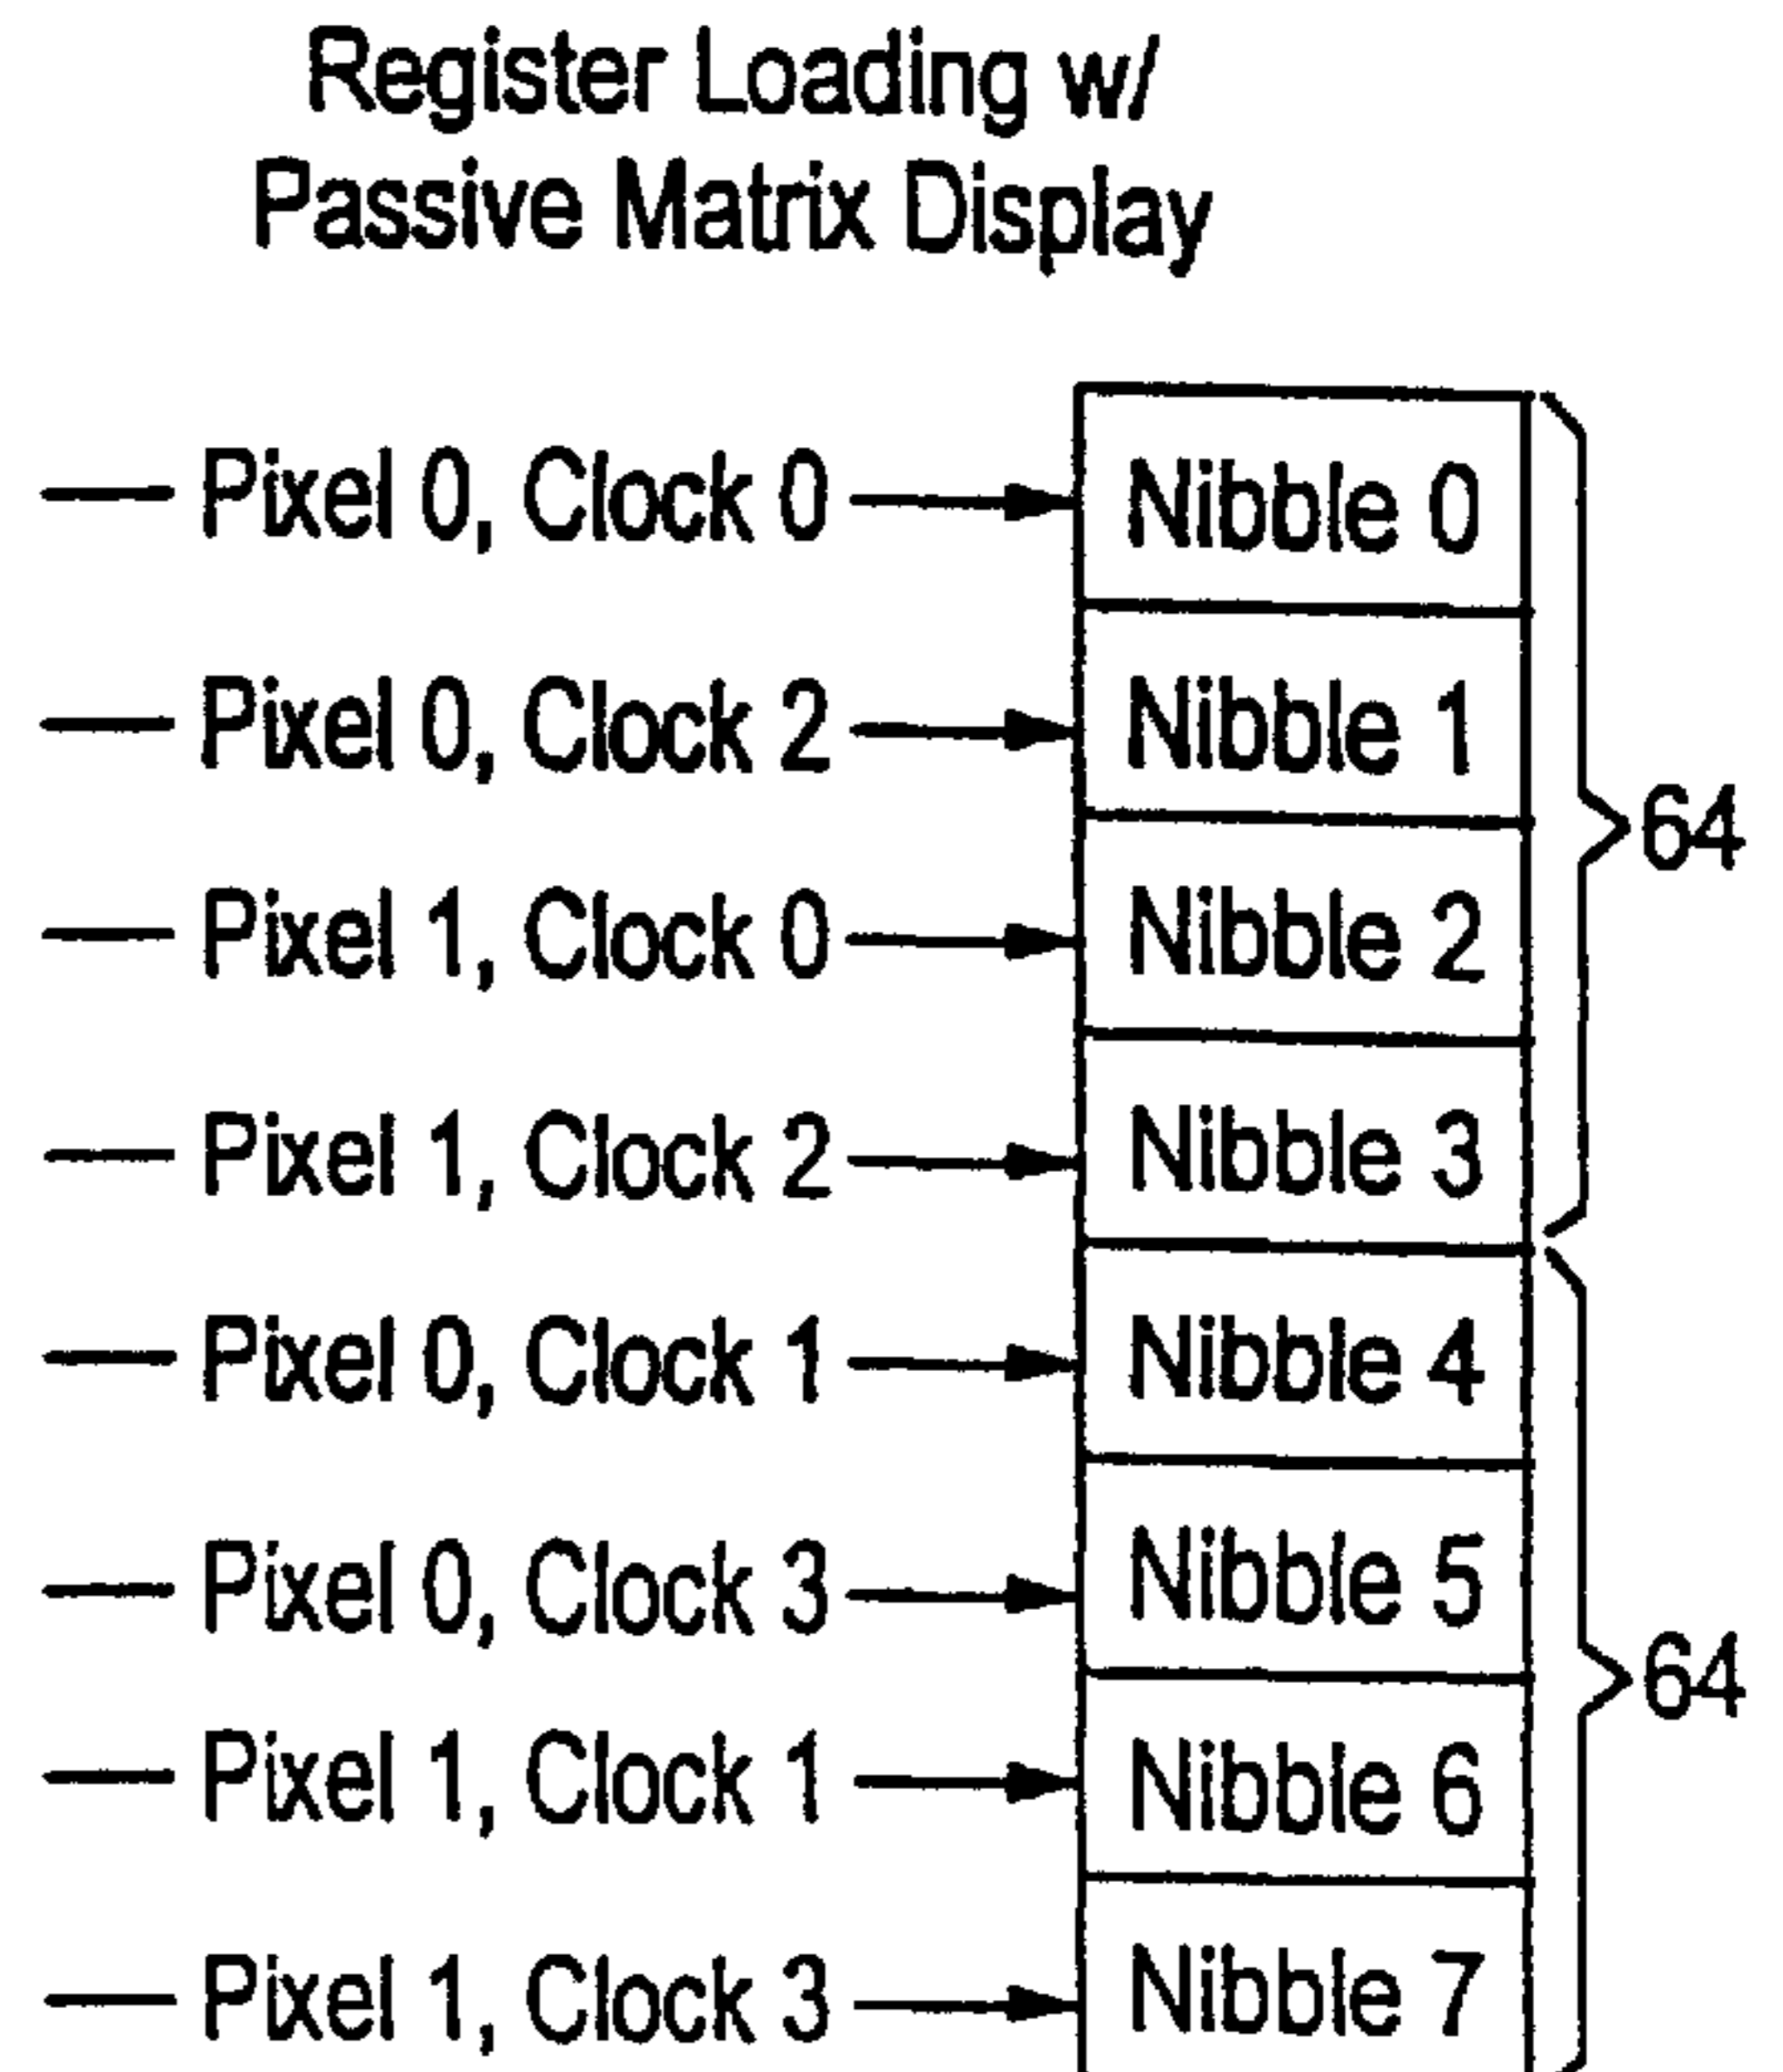 Register Loading w/
Passive Matrix Display
Pixel 0, Clock 0 Nibble 0
Pixel 0, Clock 2 Nibble 1
64
Pixel 1, Clock 0 Nibble 2
Pixel 1, Clock 2 Nibble 3
Pixel 0, Clock 1 Nibble 4
Pixel 0, Clock 3 Nibble 5
64
Pixel 1, Clock 1 Nibble 6
Pixel 1, Clock 3 Nibble 7